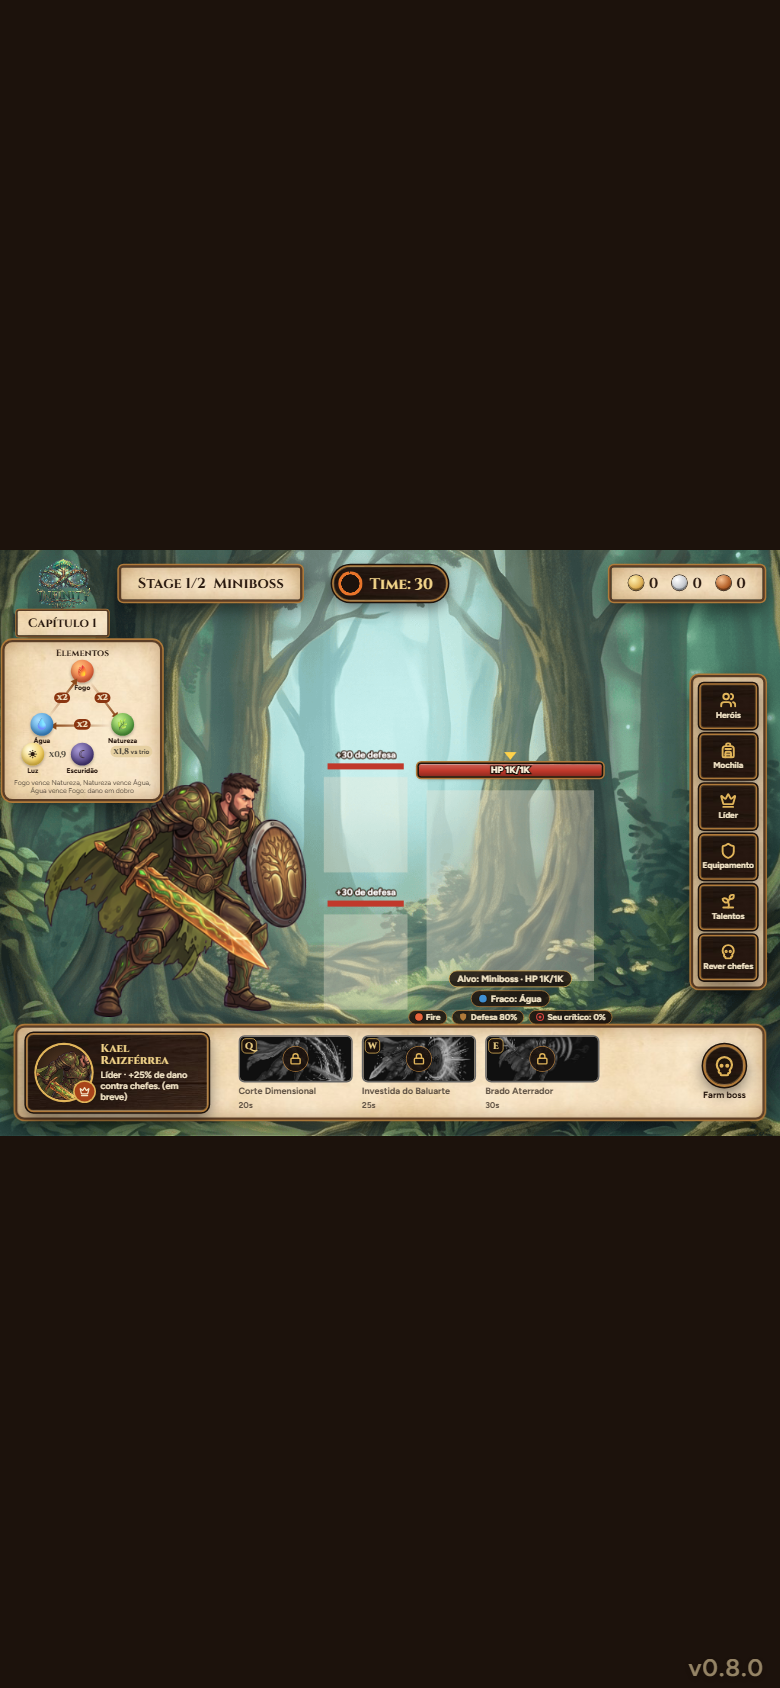 STAGE 1/2 MINIBOSS
TIME: 30
0 0 0
CAPÍTULO 1
ELEMENTOS
Fogo
x2 x2
x2
Água Natureza
x0,9 x1,8 vs trio
Luz Escuridão
Fogo vence Natureza, Natureza vence Água,
Água vence Fogo: dano em dobro
+30 de defesa
HP 1K/1K
+30 de defesa
Heróis
Mochila
Líder
Equipamento
Talentos
Rever chefes
Alvo: Miniboss · HP 1K/1K
Fraco: Água
Fire Defesa 80% Seu crítico: 0%
KAEL
RAIZFÉRREA
Líder · +25% de dano
contra chefes. (em
breve)
Q W E
Corte Dimensional Investida do Baluarte Brado Aterrador
20s 25s 30s
Farm boss
v0.8.0